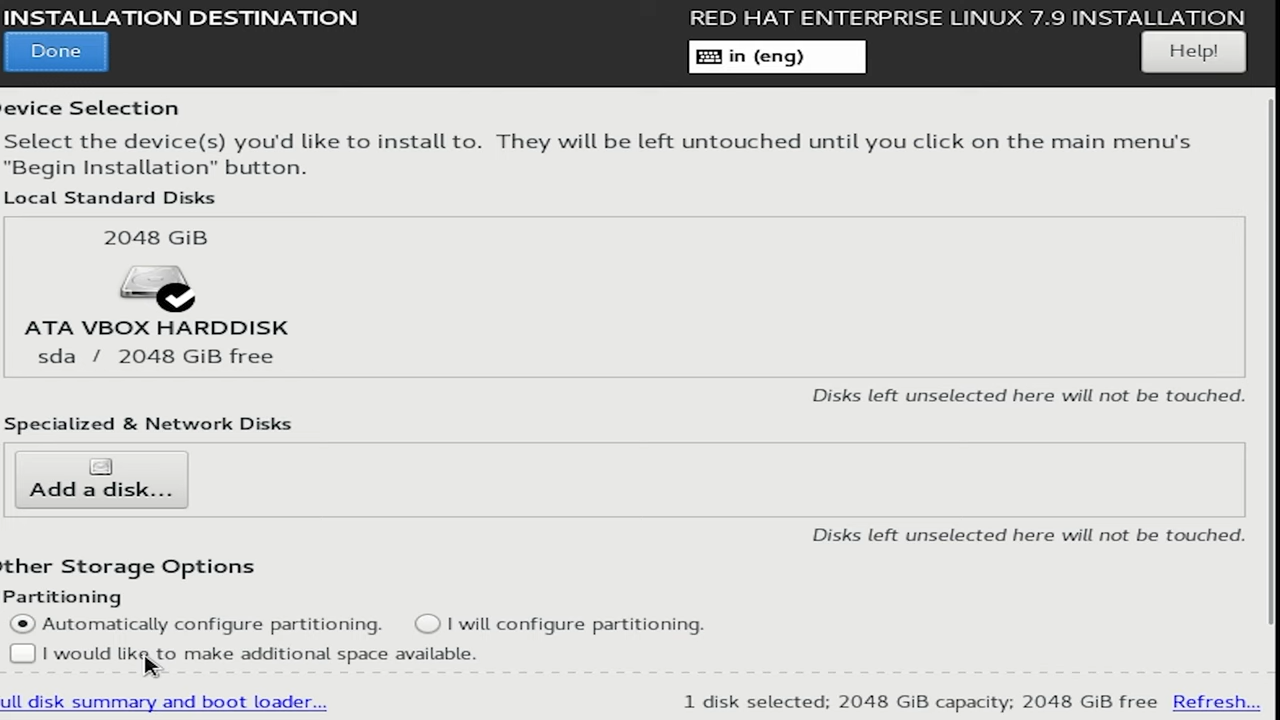 INSTALLATION DESTINATION
RED HAT ENTERPRISE LINUX 7.9 INSTALLATION
Done
in (eng)
Help!
evice Selection
Select the device(s) you'd like to install to. They will be left untouched until you click on the main menu's
"Begin Installation" button.
Local Standard Disks
2048 GiB
ATA VBOX HARDDISK
sda / 2048 GiB free
Disks left unselected here will not be touched.
Specialized & Network Disks
Add a disk...
Disks left unselected here will not be touched.
ther Storage Options
Partitioning
Automatically configure partitioning.
I will configure partitioning.
I would like to make additional space available.
ull disk summary and boot loader...
1 disk selected; 2048 GiB capacity; 2048 GiB free
Refresh...